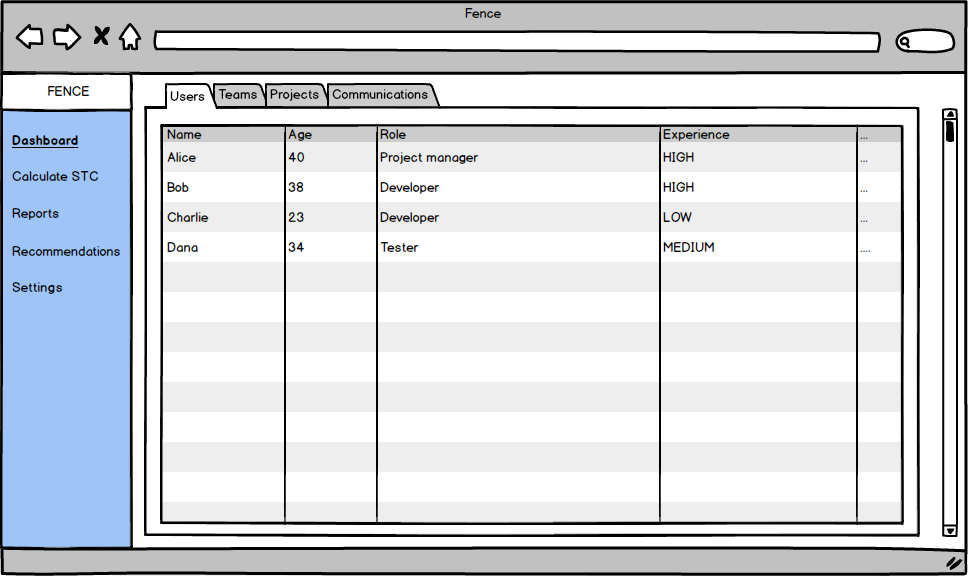 Fence
FENCE
Dashboard
Calculate STC
Reports
Recommendations
Settings
Users Teams Projects Communications
Name Age Role Experience ...
Alice 40 Project manager HIGH ...
Bob 38 Developer HIGH ...
Charlie 23 Developer LOW ...
Dana 34 Tester MEDIUM ....